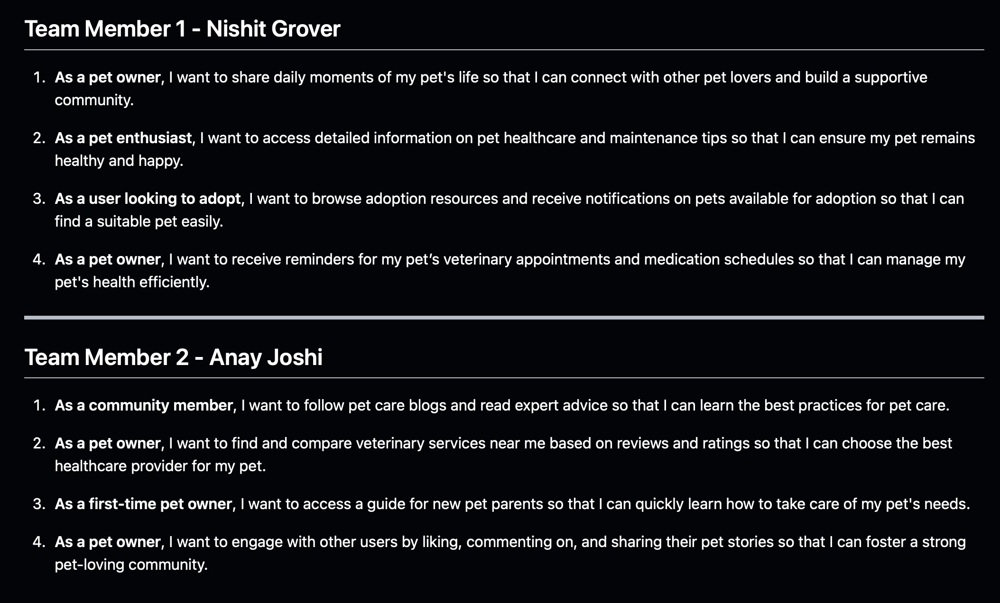 Team Member 1 - Nishit Grover
1. As a pet owner, I want to share daily moments of my pet's life so that I can connect with other pet lovers and build a supportive
community.
2. As a pet enthusiast, I want to access detailed information on pet healthcare and maintenance tips so that I can ensure my pet remains
healthy and happy.
3. As a user looking to adopt, I want to browse adoption resources and receive notifications on pets available for adoption so that I can
find a suitable pet easily.
4. As a pet owner, I want to receive reminders for my pet’s veterinary appointments and medication schedules so that I can manage my
pet's health efficiently.
Team Member 2 - Anay Joshi
1. As a community member, I want to follow pet care blogs and read expert advice so that I can learn the best practices for pet care.
2. As a pet owner, I want to find and compare veterinary services near me based on reviews and ratings so that I can choose the best
healthcare provider for my pet.
3. As a first-time pet owner, I want to access a guide for new pet parents so that I can quickly learn how to take care of my pet's needs.
4. As a pet owner, I want to engage with other users by liking, commenting on, and sharing their pet stories so that I can foster a strong
pet-loving community.